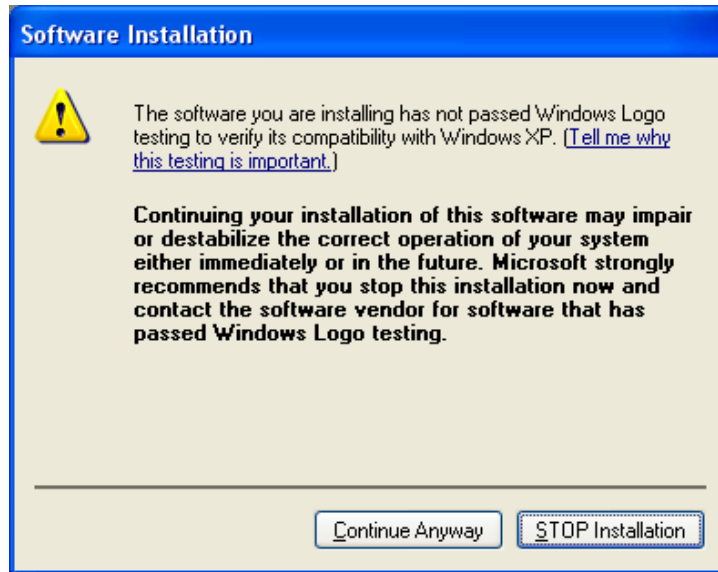 Software Installation
The software you are installing has not passed Windows Logo
testing to verify its compatibility with Windows XP. (Tell me why
this testing is important.)
Continuing your installation of this software may impair
or destabilize the correct operation of your system
either immediately or in the future. Microsoft strongly
recommends that you stop this installation now and
contact the software vendor for software that has
passed Windows Logo testing.
Continue Anyway
STOP Installation